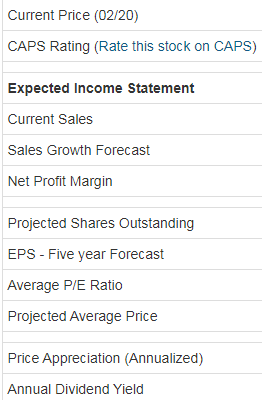 Current Price (02/20)
CAPS Rating (Rate this stock on CAPS)
Expected Income Statement
Current Sales
Sales Growth Forecast
Net Profit Margin
Projected Shares Outstanding
EPS - Five year Forecast
Average P/E Ratio
Projected Average Price
Price Appreciation (Annualized)
Annual Dividend Yield